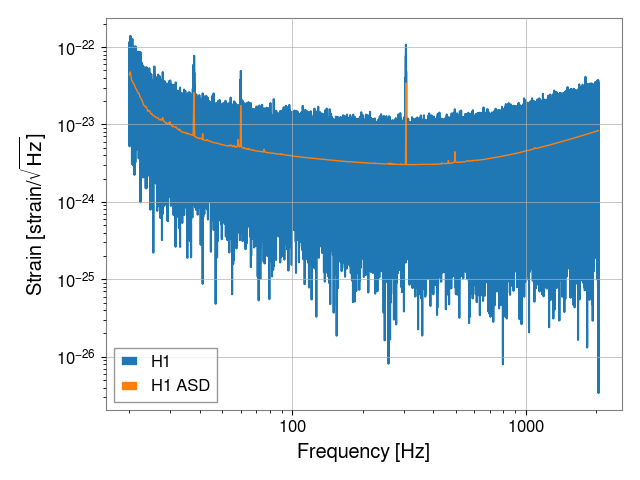 Strain [strain/√Hz]
10⁻²²
10⁻²³
10⁻²⁴
10⁻²⁵
10⁻²⁶
H1
H1 ASD
100
1000
Frequency [Hz]